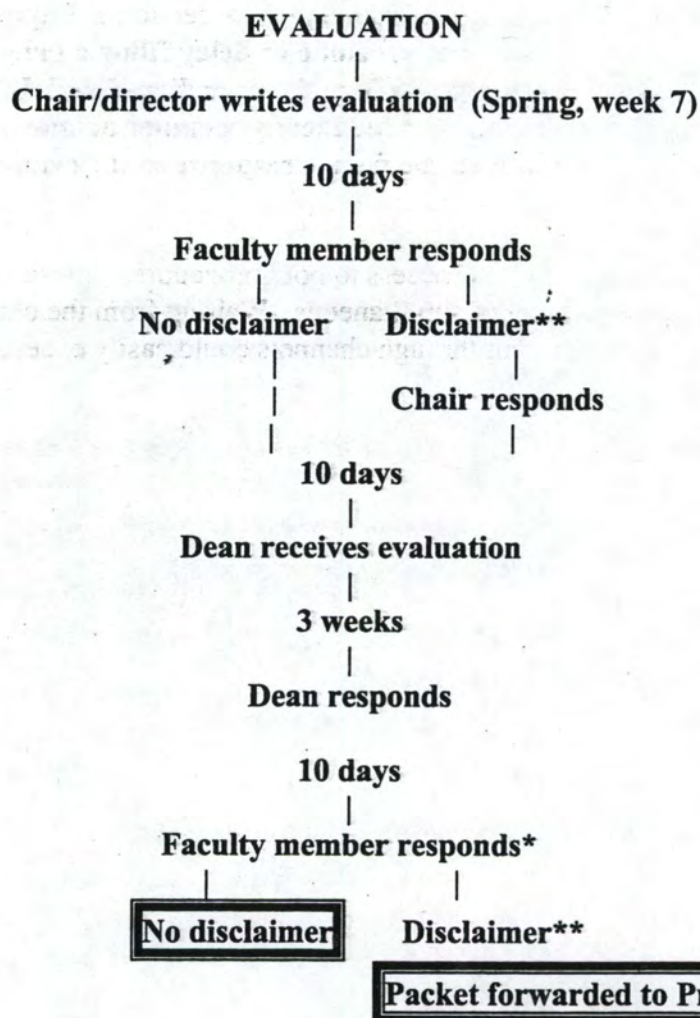 EVALUATION
Chair/director writes evaluation (Spring, week 7)
10 days
Faculty member responds
No disclaimer Disclaimer**
Chair responds
10 days
Dean receives evaluation
3 weeks
Dean responds
10 days
Faculty member responds*
No disclaimer Disclaimer**
Packet forwarded to